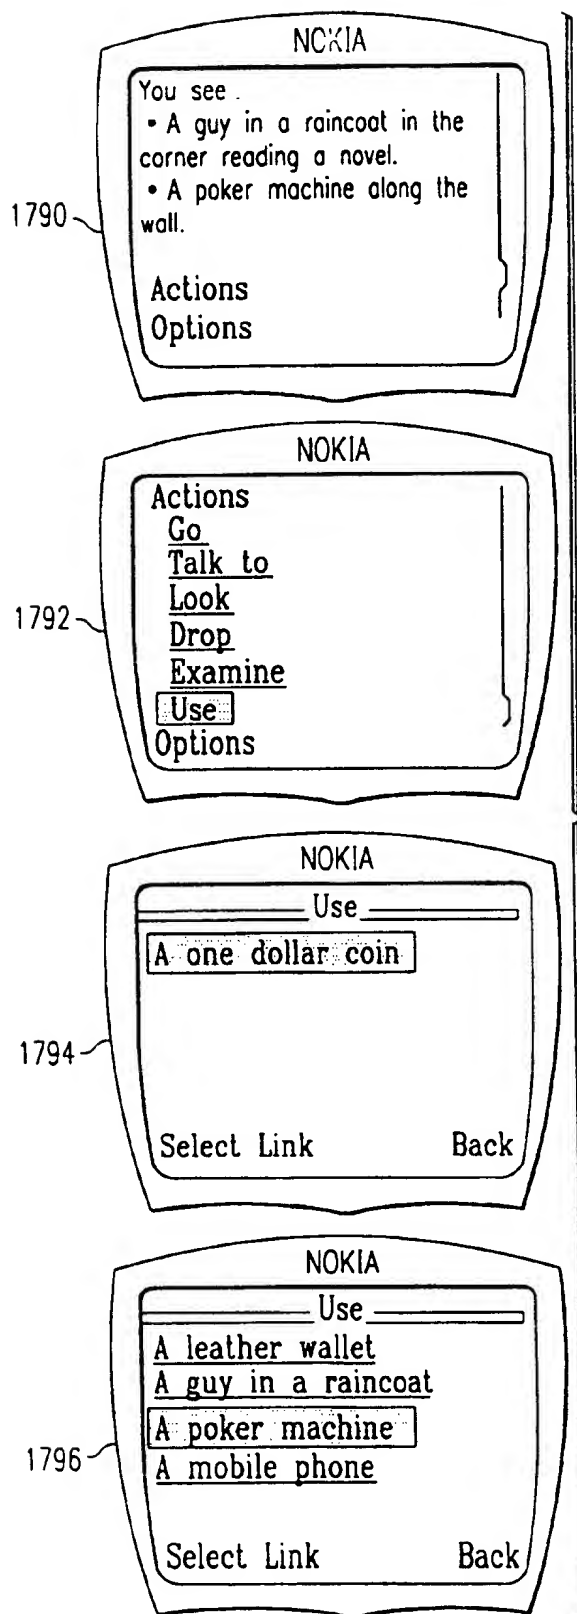 NOKIA
You see .
• A guy in a raincoat in the
corner reading a novel.
• A poker machine along the
wall.
1790
Actions
Options
NOKIA
Actions
Go
Talk to
Look
1792
Drop
Examine
Use
Options
NOKIA
Use
A one dollar coin
1794
Select Link Back
NOKIA
Use
A leather wallet
A guy in a raincoat
A poker machine
1796
A mobile phone
Select Link Back